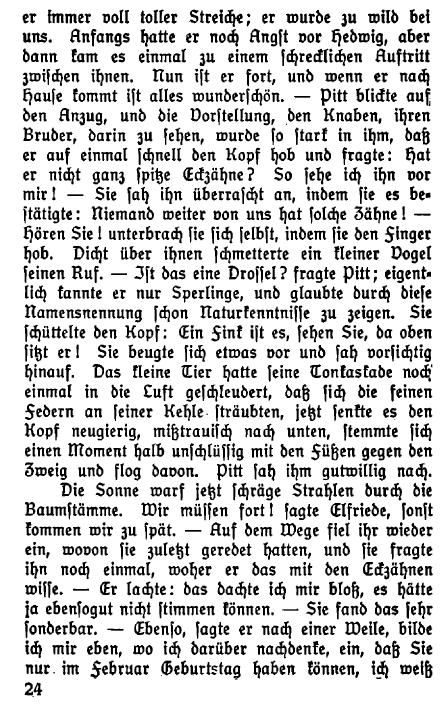 er immer voll toller Streiche; er wurde zu wild bei
uns. Anfangs hatte er noch Angst vor Hedwig, aber
dann kam es einmal zu einem schrecklichen Auftritt
zwischen ihnen. Nun ist er fort, und wenn er nach
Hause kommt ist alles wunderschön. — Pitt blickte auf
den Anzug, und die Vorstellung, den Knaben, ihren
Bruder, darin zu sehen, wurde so stark in ihm, daß
er auf einmal schnell den Kopf hob und fragte: Hat
er nicht ganz spitze Eckzähne? So sehe ich ihn vor
mir! — Sie sah ihn überrascht an, indem sie es be-
stätigte: Niemand weiter von uns hat solche Zähne! —
Hören Sie! unterbrach sie sich selbst, indem sie den Finger
hob. Dicht über ihnen schmetterte ein kleiner Vogel
seinen Ruf. — Ist das eine Drossel? fragte Pitt; eigent-
lich kannte er nur Sperlinge, und glaubte durch diese
Namensnennung schon Naturkenntnisse zu zeigen. Sie
schüttelte den Kopf: Ein Fink ist es, sehen Sie, da oben
sitzt er! Sie beugte sich etwas vor und sah vorsichtig
hinauf. Das kleine Tier hatte seine Tonkaskade noch
einmal in die Luft geschleudert, daß sich die feinen
Federn an seiner Kehle sträubten, jetzt senkte es den
Kopf neugierig, mißtrauisch nach unten, stemmte sich
einen Moment halb unschlüssig mit den Füßen gegen den
Zweig und flog davon. Pitt sah ihm gutwillig nach.
Die Sonne warf jetzt schräge Strahlen durch die
Baumstämme. Wir müssen fort! sagte Elfriede, sonst
kommen wir zu spät. — Auf dem Wege fiel ihr wieder
ein, wovon sie zuletzt geredet hatten, und sie fragte
ihn noch einmal, woher er das mit den Eckzähnen
wisse. — Er lachte: das dachte ich mir bloß, es hätte
ja ebensogut nicht stimmen können. — Sie fand das sehr
sonderbar. — Ebenso, sagte er nach einer Weile, bilde
ich mir eben, wo ich darüber nachdenke, ein, daß Sie
nur im Februar Geburtstag haben können, ich weiß
24